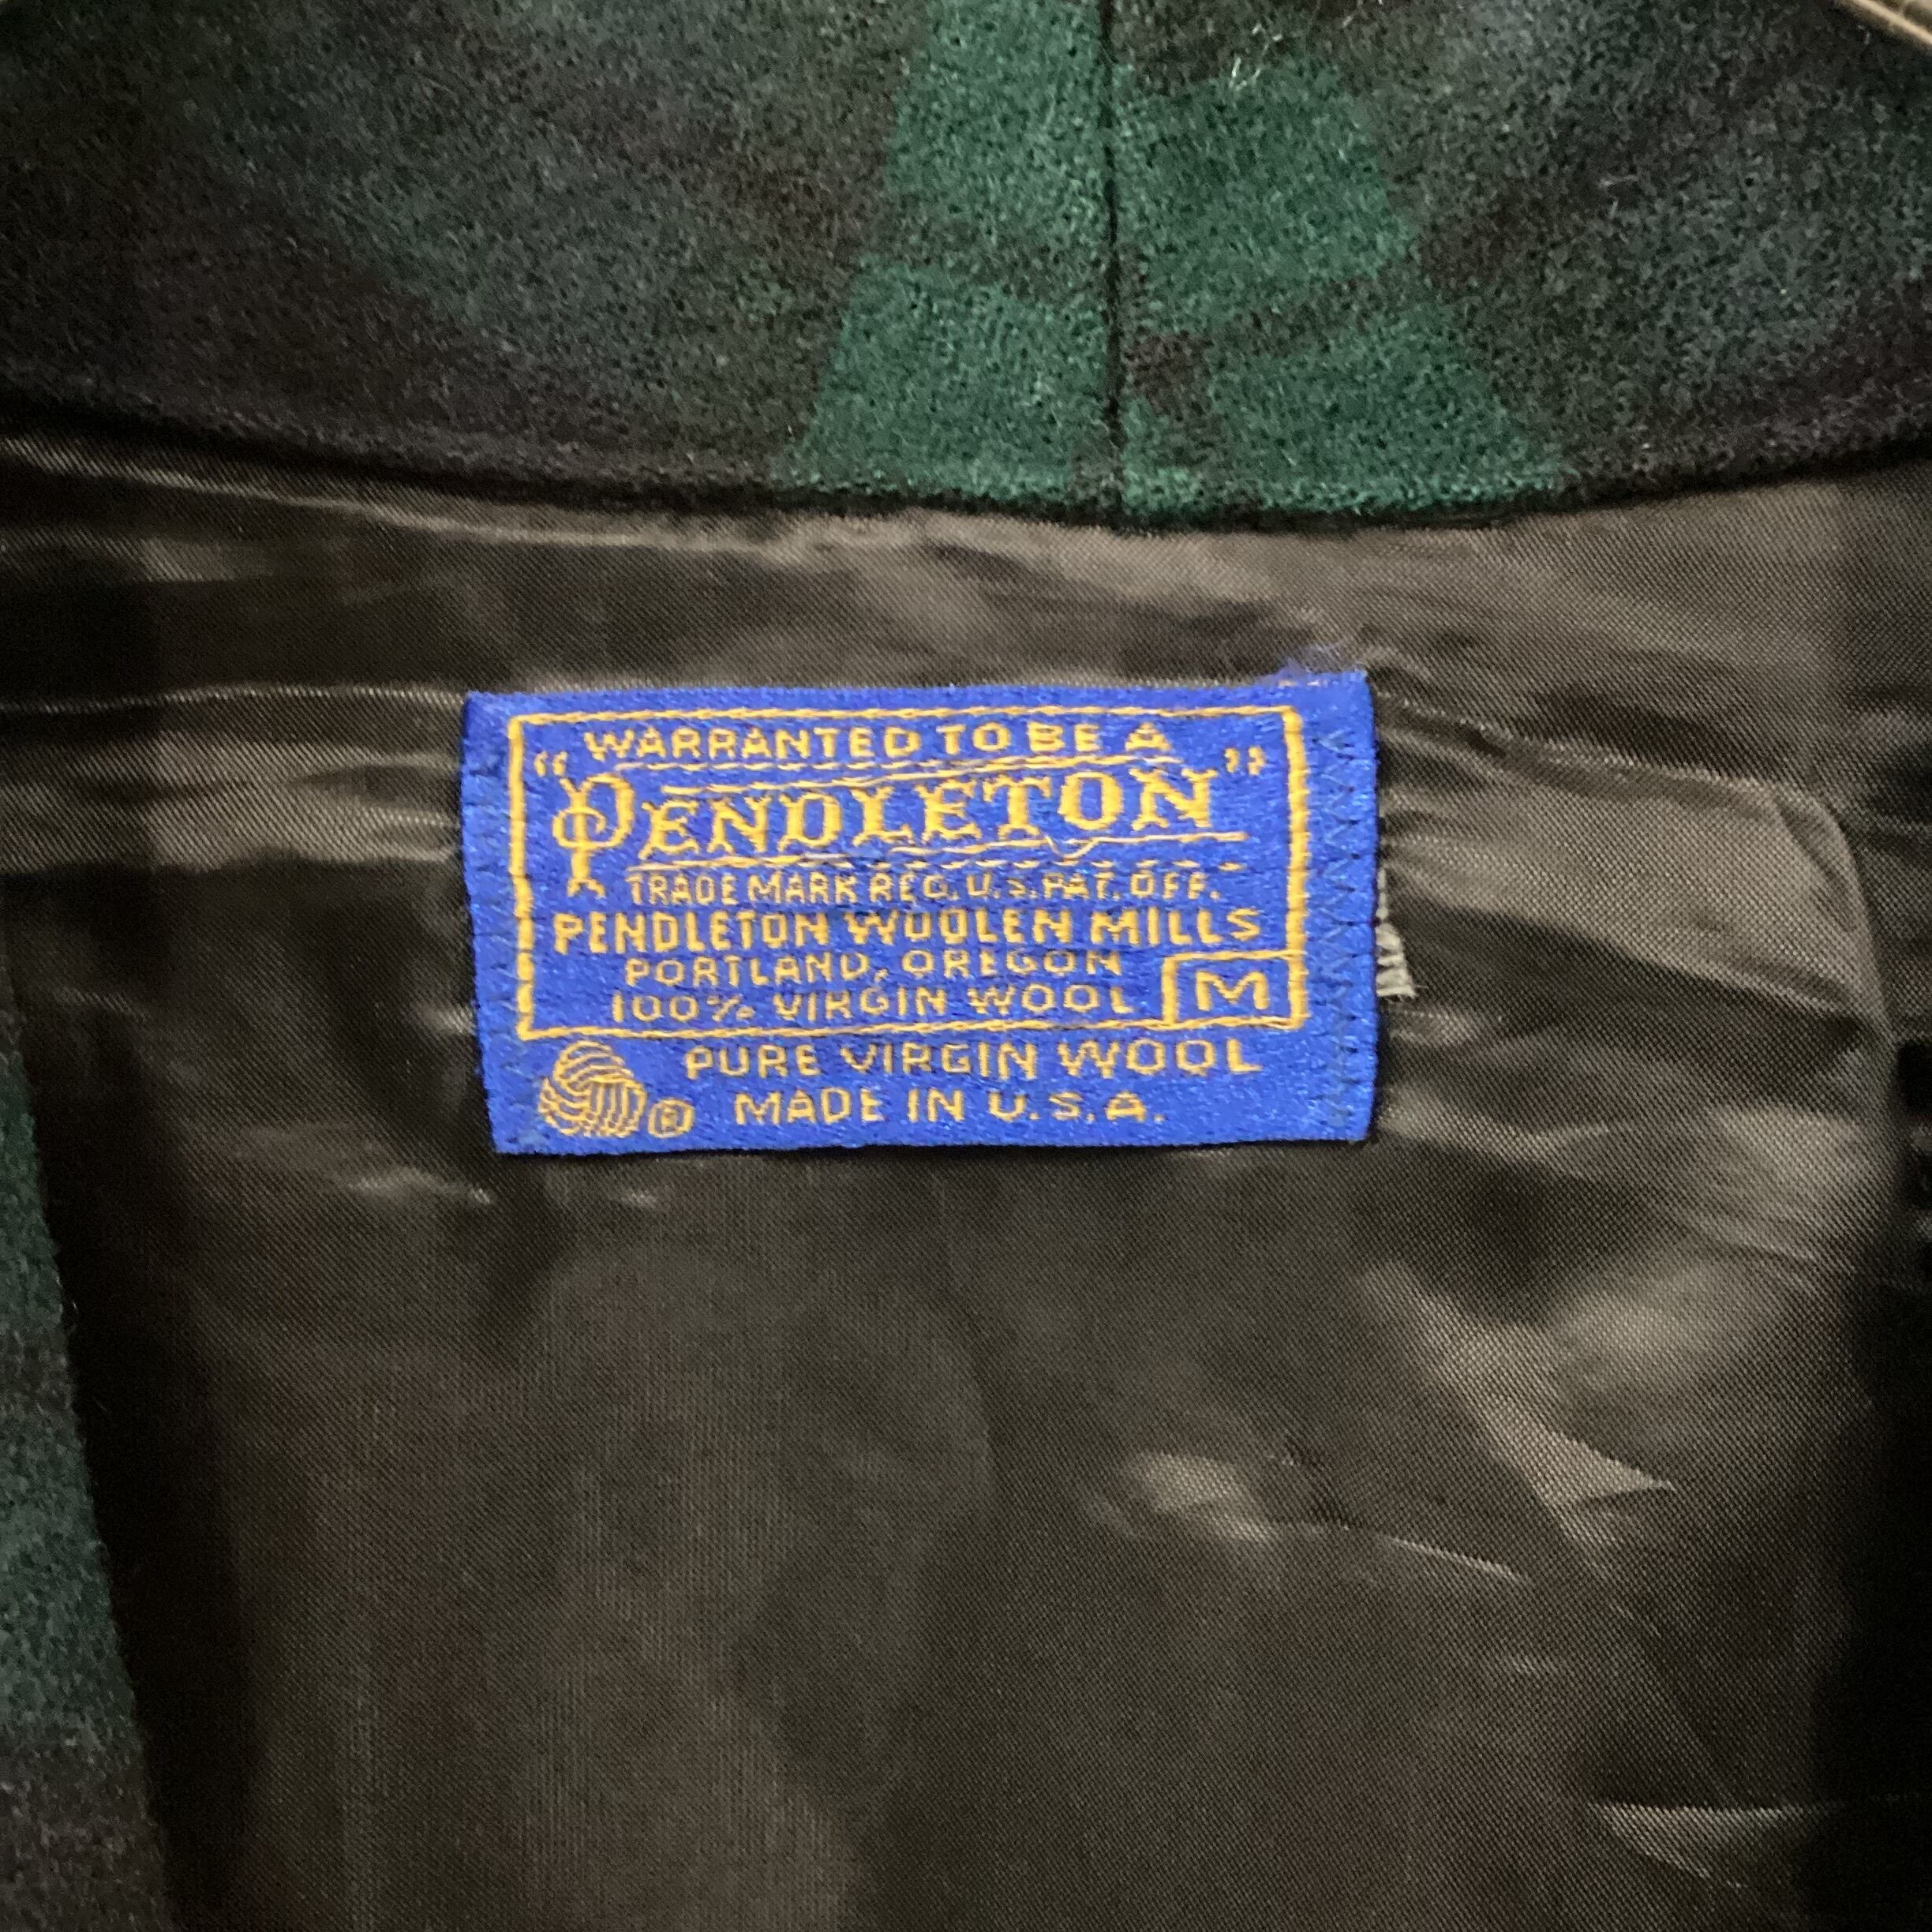 WARRANTED TO BE A
"PENDLETON"
TRADE MARK REG. U.S. PAT. OFF.
PENDLETON WOOLEN MILLS
PORTLAND, OREGON
100% VIRGIN WOOL M
PURE VIRGIN WOOL
® MADE IN U.S.A.